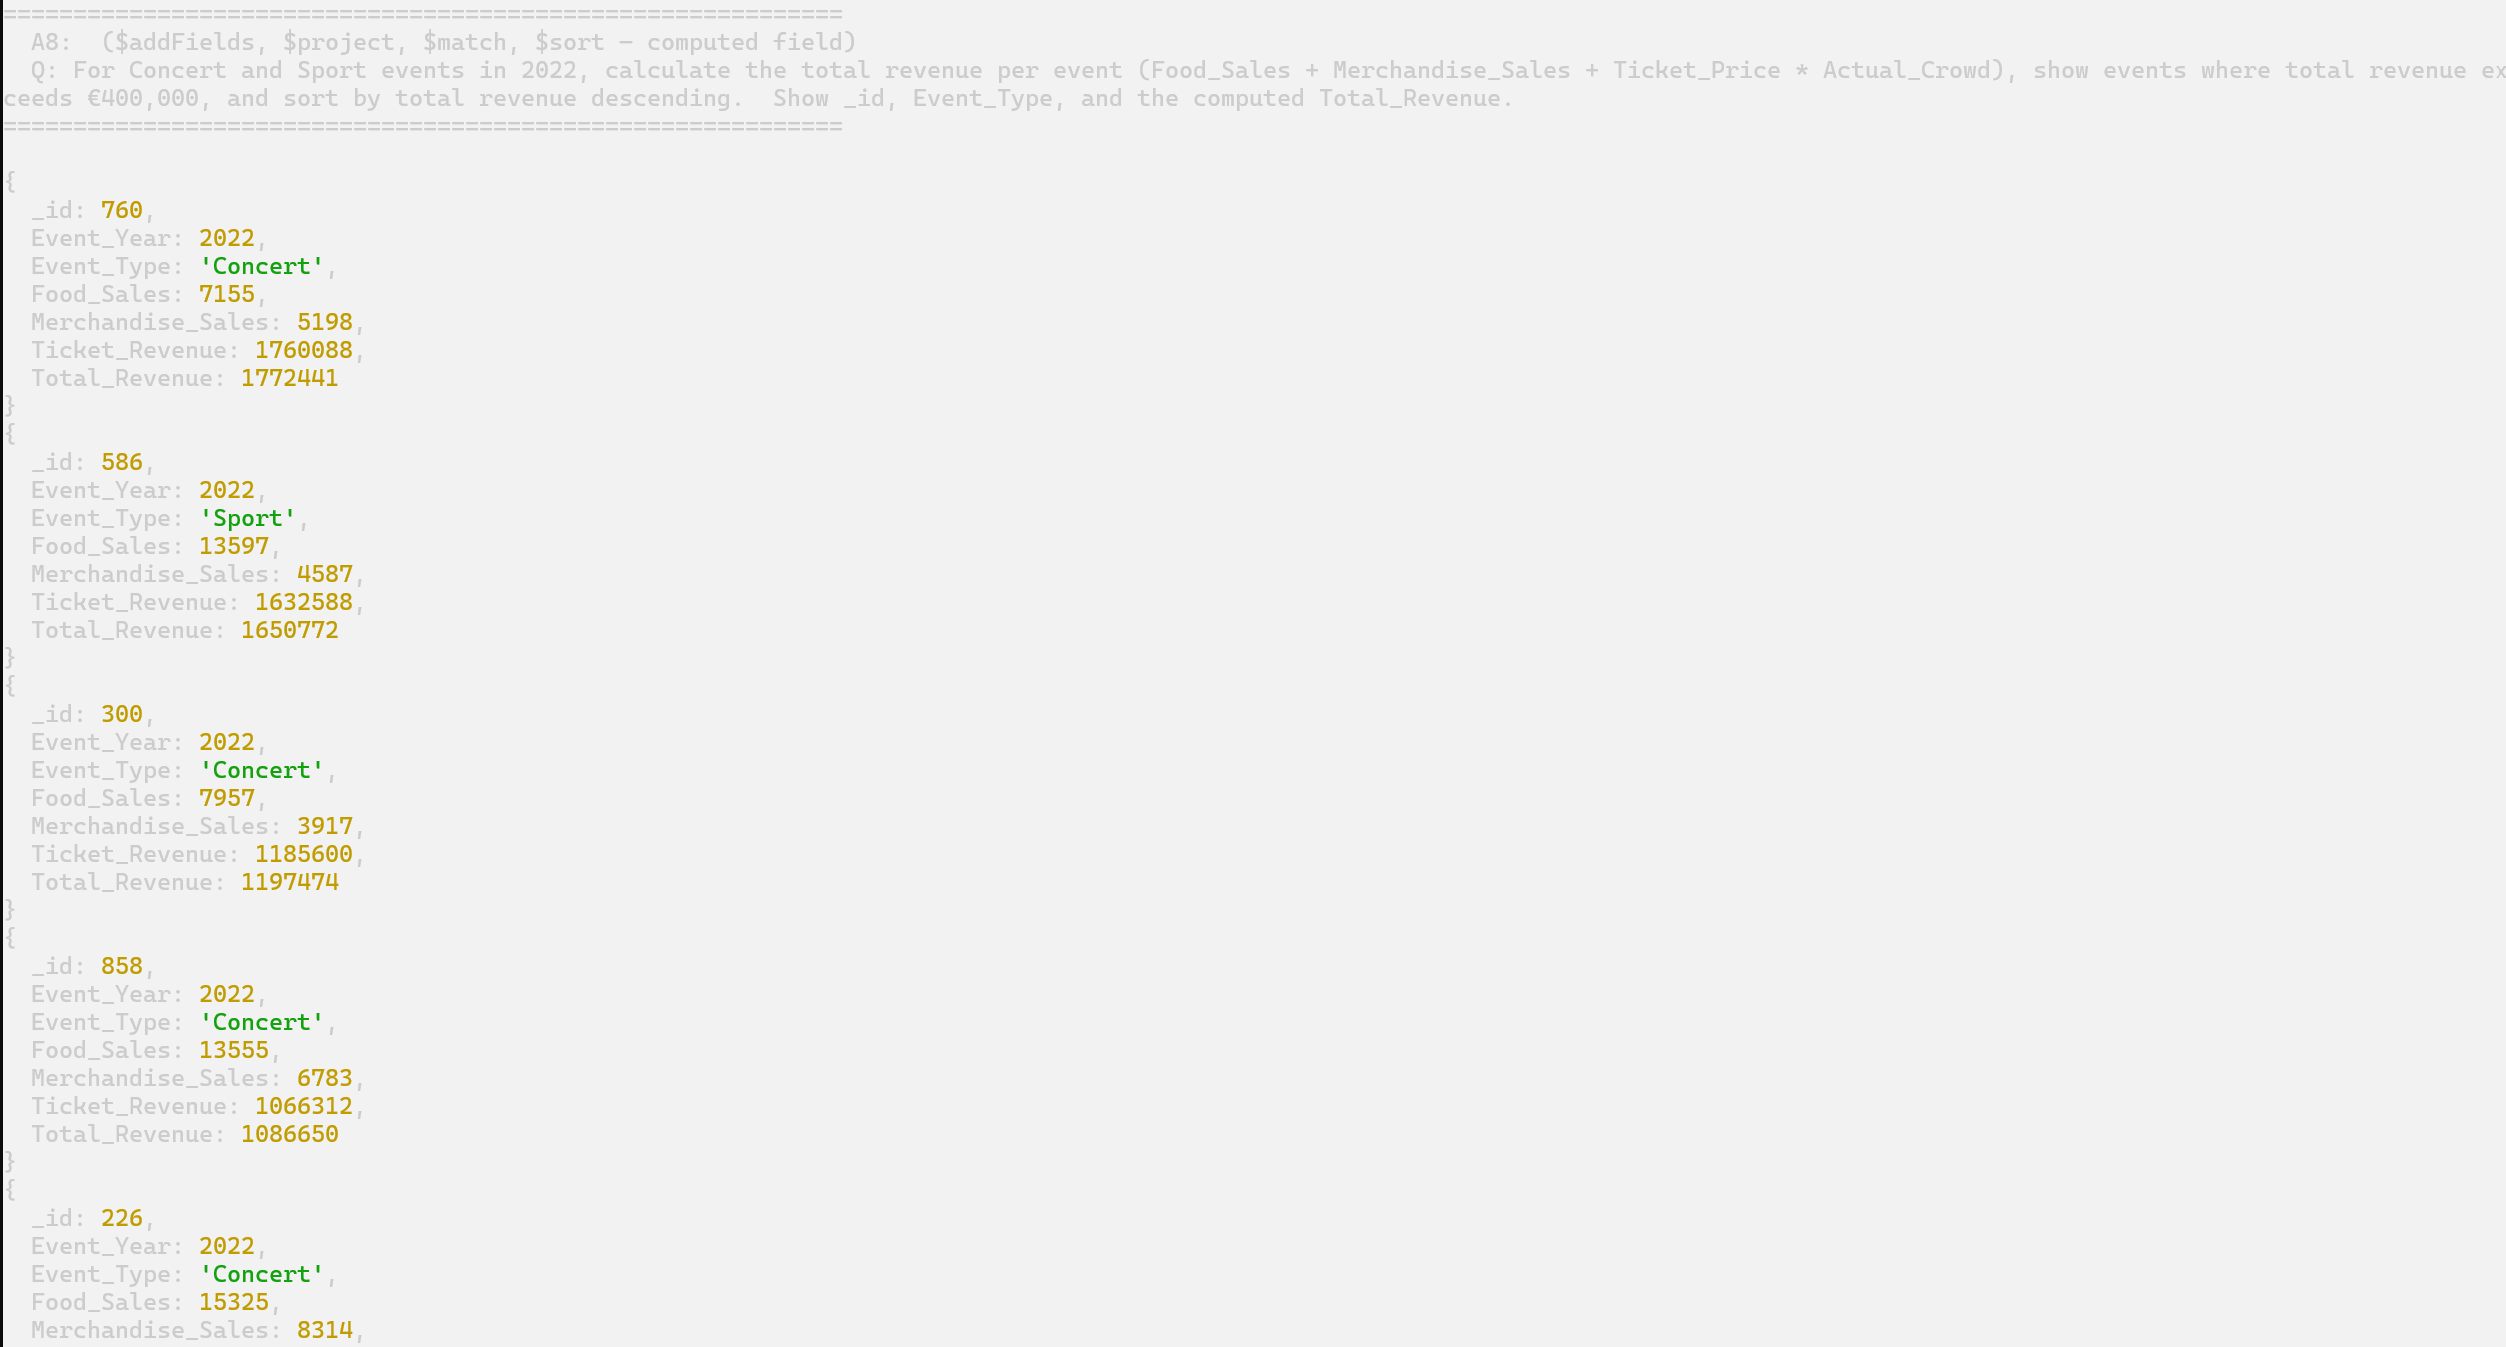 ============================================================
A8:  ($addFields, $project, $match, $sort – computed field)
Q: For Concert and Sport events in 2022, calculate the total revenue per event (Food_Sales + Merchandise_Sales + Ticket_Price * Actual_Crowd), show events where total revenue ex
ceeds €400,000, and sort by total revenue descending.  Show _id, Event_Type, and the computed Total_Revenue.
============================================================
{
_id: 760,
Event_Year: 2022,
Event_Type: 'Concert',
Food_Sales: 7155,
Merchandise_Sales: 5198,
Ticket_Revenue: 1760088,
Total_Revenue: 1772441
}
{
_id: 586,
Event_Year: 2022,
Event_Type: 'Sport',
Food_Sales: 13597,
Merchandise_Sales: 4587,
Ticket_Revenue: 1632588,
Total_Revenue: 1650772
}
{
_id: 300,
Event_Year: 2022,
Event_Type: 'Concert',
Food_Sales: 7957,
Merchandise_Sales: 3917,
Ticket_Revenue: 1185600,
Total_Revenue: 1197474
}
{
_id: 858,
Event_Year: 2022,
Event_Type: 'Concert',
Food_Sales: 13555,
Merchandise_Sales: 6783,
Ticket_Revenue: 1066312,
Total_Revenue: 1086650
}
{
_id: 226,
Event_Year: 2022,
Event_Type: 'Concert',
Food_Sales: 15325,
Merchandise_Sales: 8314,